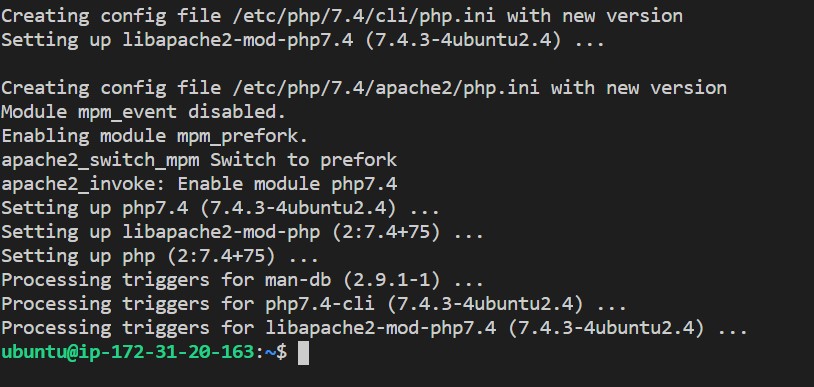 Creating config file /etc/php/7.4/cli/php.ini with new version
Setting up libapache2-mod-php7.4 (7.4.3-4ubuntu2.4) ...
Creating config file /etc/php/7.4/apache2/php.ini with new version
Module mpm_event disabled.
Enabling module mpm_prefork.
apache2_switch_mpm Switch to prefork
apache2_invoke: Enable module php7.4
Setting up php7.4 (7.4.3-4ubuntu2.4) ...
Setting up libapache2-mod-php (2:7.4+75) ...
Setting up php (2:7.4+75) ...
Processing triggers for man-db (2.9.1-1) ...
Processing triggers for php7.4-cli (7.4.3-4ubuntu2.4) ...
Processing triggers for libapache2-mod-php7.4 (7.4.3-4ubuntu2.4) ...
ubuntu@ip-172-31-20-163:~$